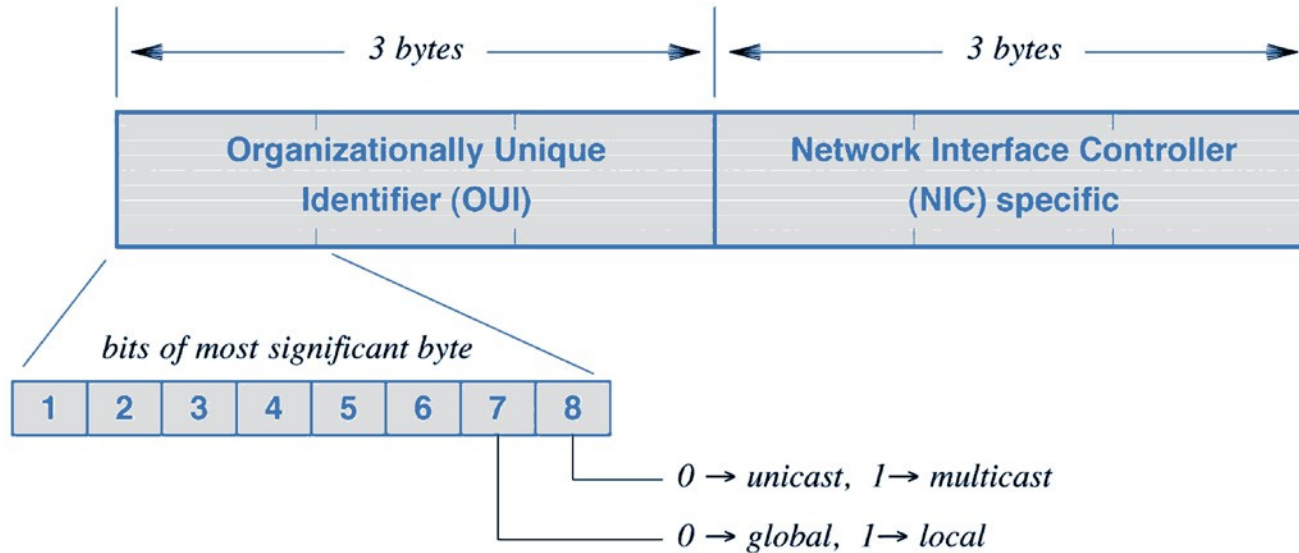 3 bytes 3 bytes
Organizationally Unique
Identifier (OUI)
Network Interface Controller
(NIC) specific
bits of most significant byte
1 2 3 4 5 6 7 8
0 → unicast, 1→ multicast
0 → global, 1→ local